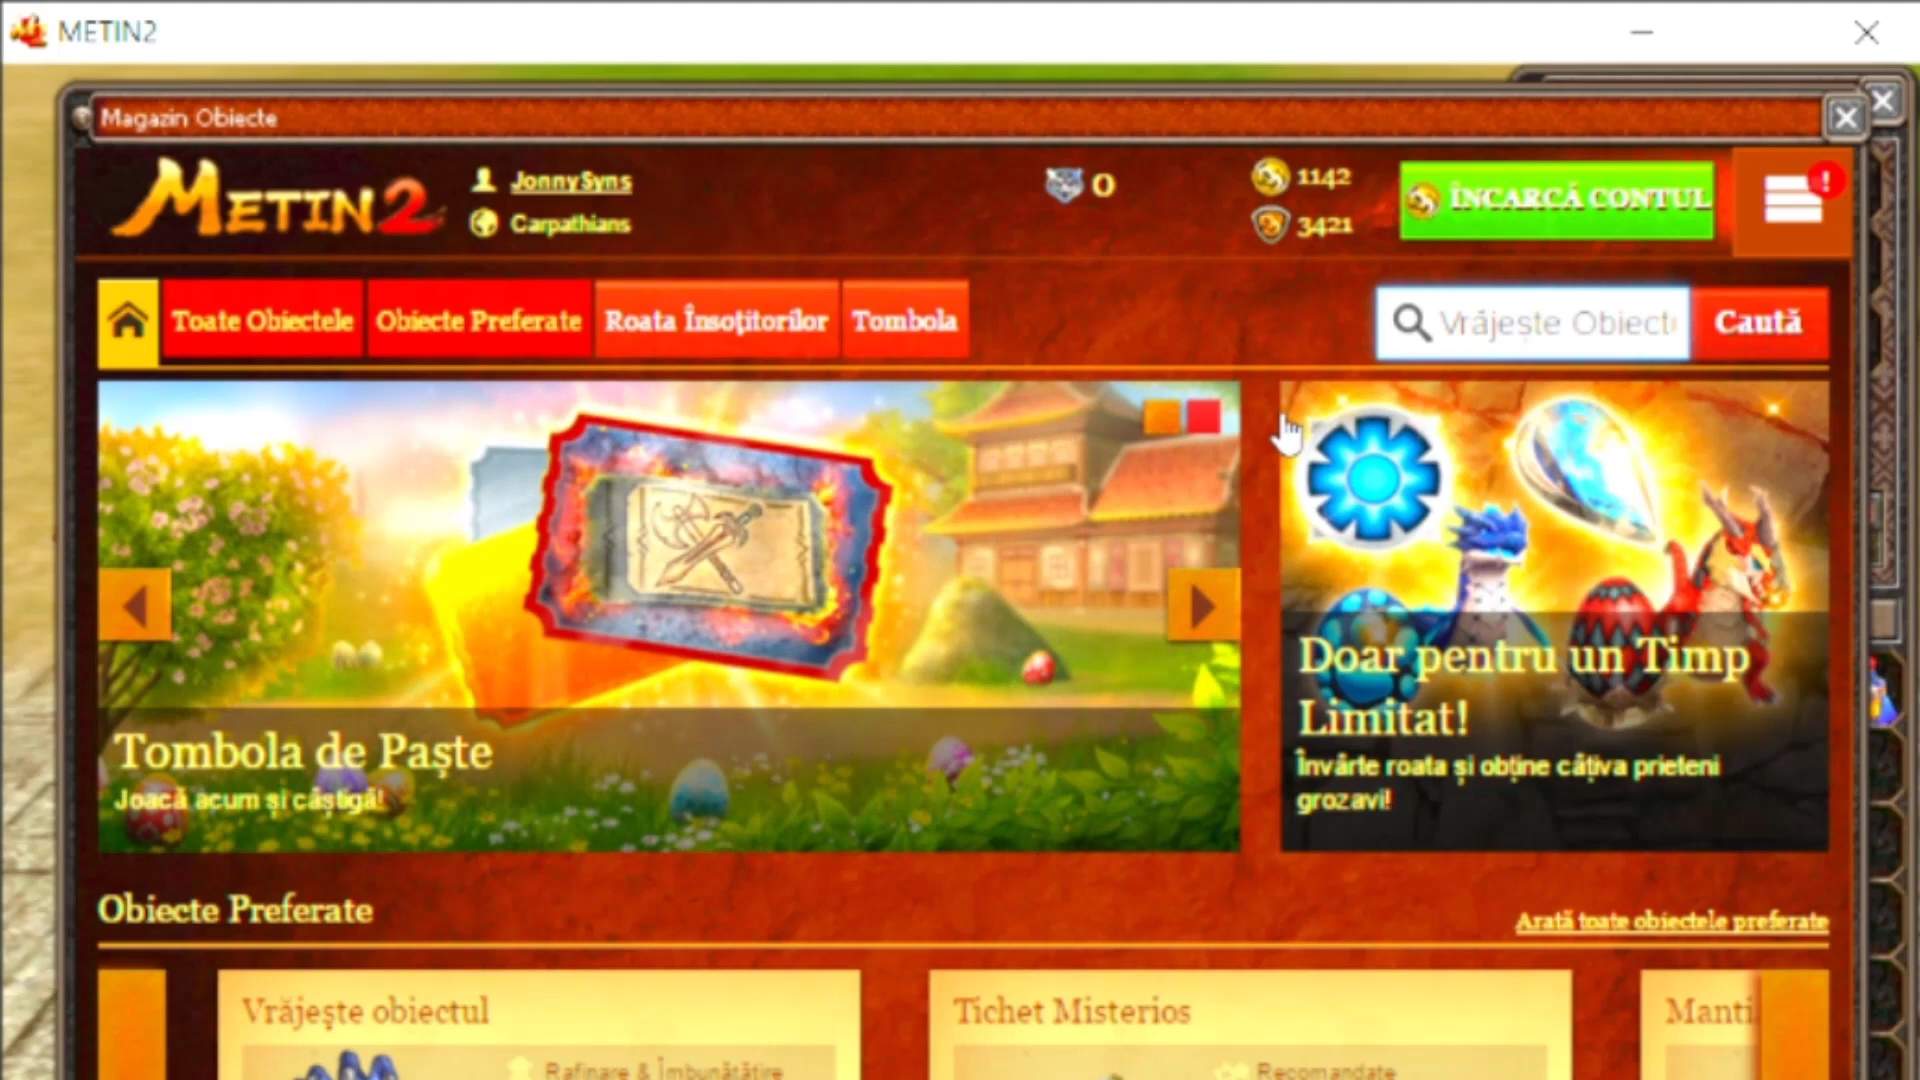 METIN2
Magazin Obiecte
METIN2
JonnySyns
Carpathians
0
1142
3421
ÎNCARCĂ CONTUL
!
Toate Obiectele
Obiecte Preferate
Roata Însoțitorilor
Tombola
Vrăjește Obiect
Caută
Tombola de Paște
Joacă acum și câștigă!
Doar pentru un Timp
Limitat!
Învârte roata și obține câțiva prieteni
grozavi!
Obiecte Preferate
Arată toate obiectele preferate
Vrăjește obiectul
Rafinare & Îmbunătățire
Tichet Misterios
Recomandate
Manti